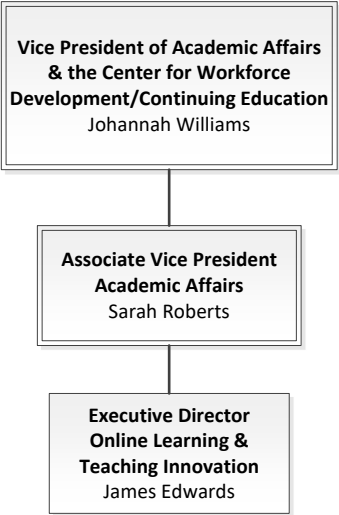 Vice President of Academic Affairs
& the Center for Workforce
Development/Continuing Education
Johannah Williams
Associate Vice President
Academic Affairs
Sarah Roberts
Executive Director
Online Learning &
Teaching Innovation
James Edwards